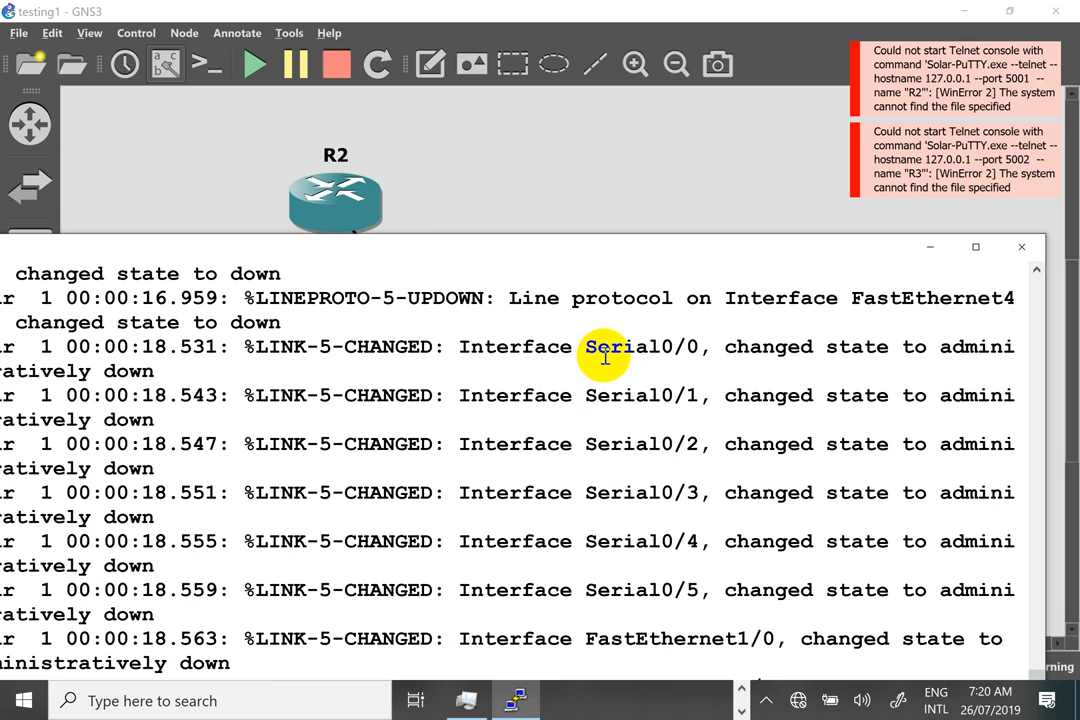 testing1 - GNS3
File Edit View Control Node Annotate Tools Help
a c
b
Could not start Telnet console with
command 'Solar-PuTTY.exe --telnet --
hostname 127.0.0.1 --port 5001 --
name "R2"': [WinError 2] The system
cannot find the file specified
Could not start Telnet console with
command 'Solar-PuTTY.exe --telnet --
hostname 127.0.0.1 --port 5002 --
name "R3"': [WinError 2] The system
cannot find the file specified
R2
changed state to down
r 1 00:00:16.959: %LINEPROTO-5-UPDOWN: Line protocol on Interface FastEthernet4
changed state to down
r 1 00:00:18.531: %LINK-5-CHANGED: Interface Serial0/0, changed state to admini
ratively down
r 1 00:00:18.543: %LINK-5-CHANGED: Interface Serial0/1, changed state to admini
ratively down
r 1 00:00:18.547: %LINK-5-CHANGED: Interface Serial0/2, changed state to admini
ratively down
r 1 00:00:18.551: %LINK-5-CHANGED: Interface Serial0/3, changed state to admini
ratively down
r 1 00:00:18.555: %LINK-5-CHANGED: Interface Serial0/4, changed state to admini
ratively down
r 1 00:00:18.559: %LINK-5-CHANGED: Interface Serial0/5, changed state to admini
ratively down
r 1 00:00:18.563: %LINK-5-CHANGED: Interface FastEthernet1/0, changed state to
ministratively down
rning
Type here to search
ENG
INTL
7:20 AM
26/07/2019